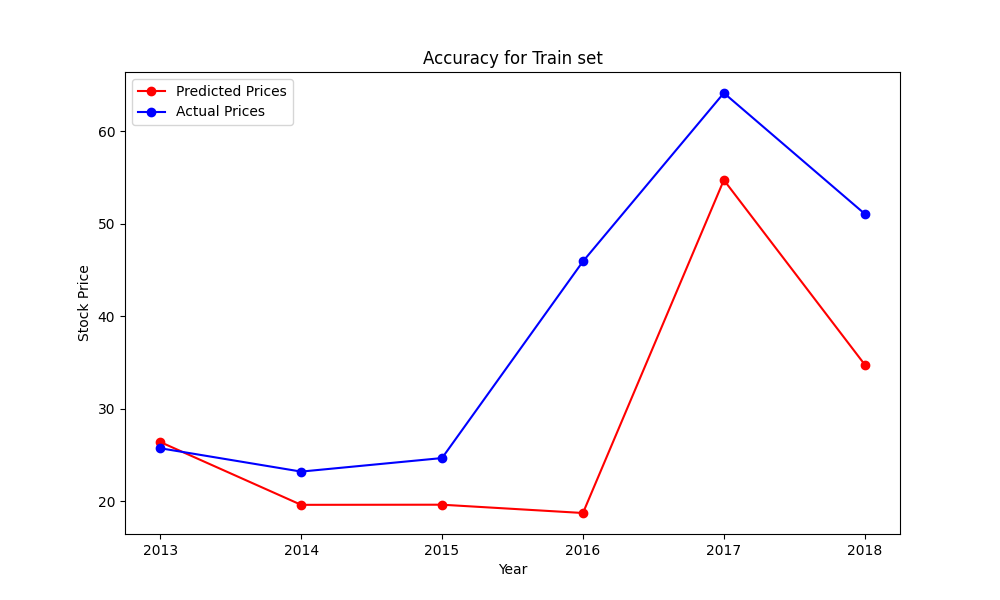 Accuracy for Train set
Predicted Prices
Actual Prices
60
50
40
30
20
Stock Price
2013 2014 2015 2016 2017 2018
Year